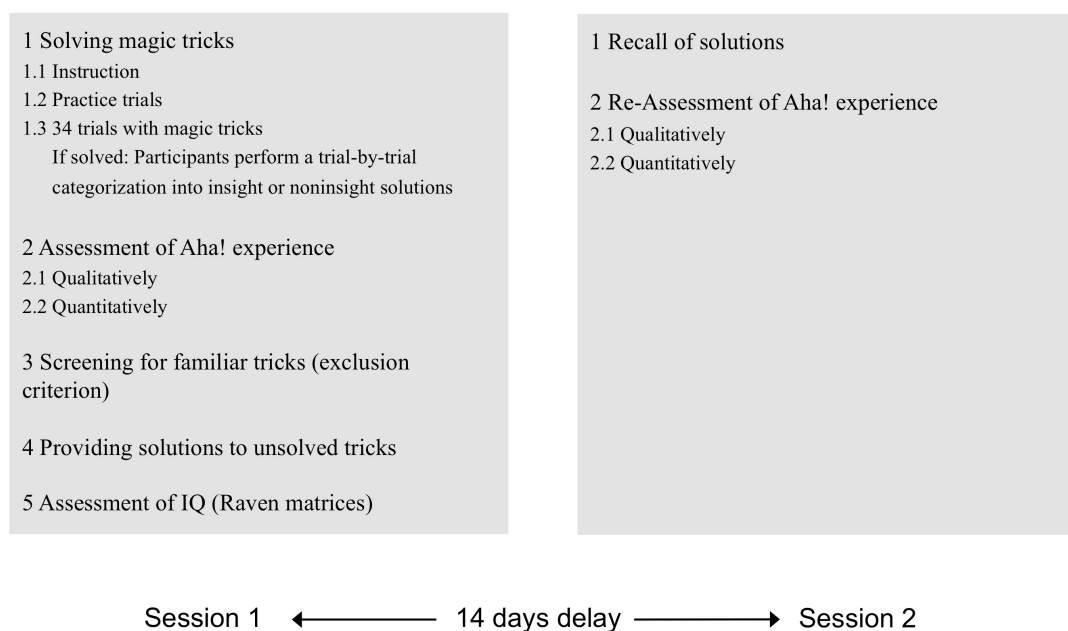 1 Solving magic tricks
1.1 Instruction
1.2 Practice trials
1.3 34 trials with magic tricks
If solved: Participants perform a trial-by-trial
categorization into insight or noninsight solutions
2 Assessment of Aha! experience
2.1 Qualitatively
2.2 Quantitatively
3 Screening for familiar tricks (exclusion
criterion)
4 Providing solutions to unsolved tricks
5 Assessment of IQ (Raven matrices)
1 Recall of solutions
2 Re-Assessment of Aha! experience
2.1 Qualitatively
2.2 Quantitatively
Session 1 14 days delay Session 2